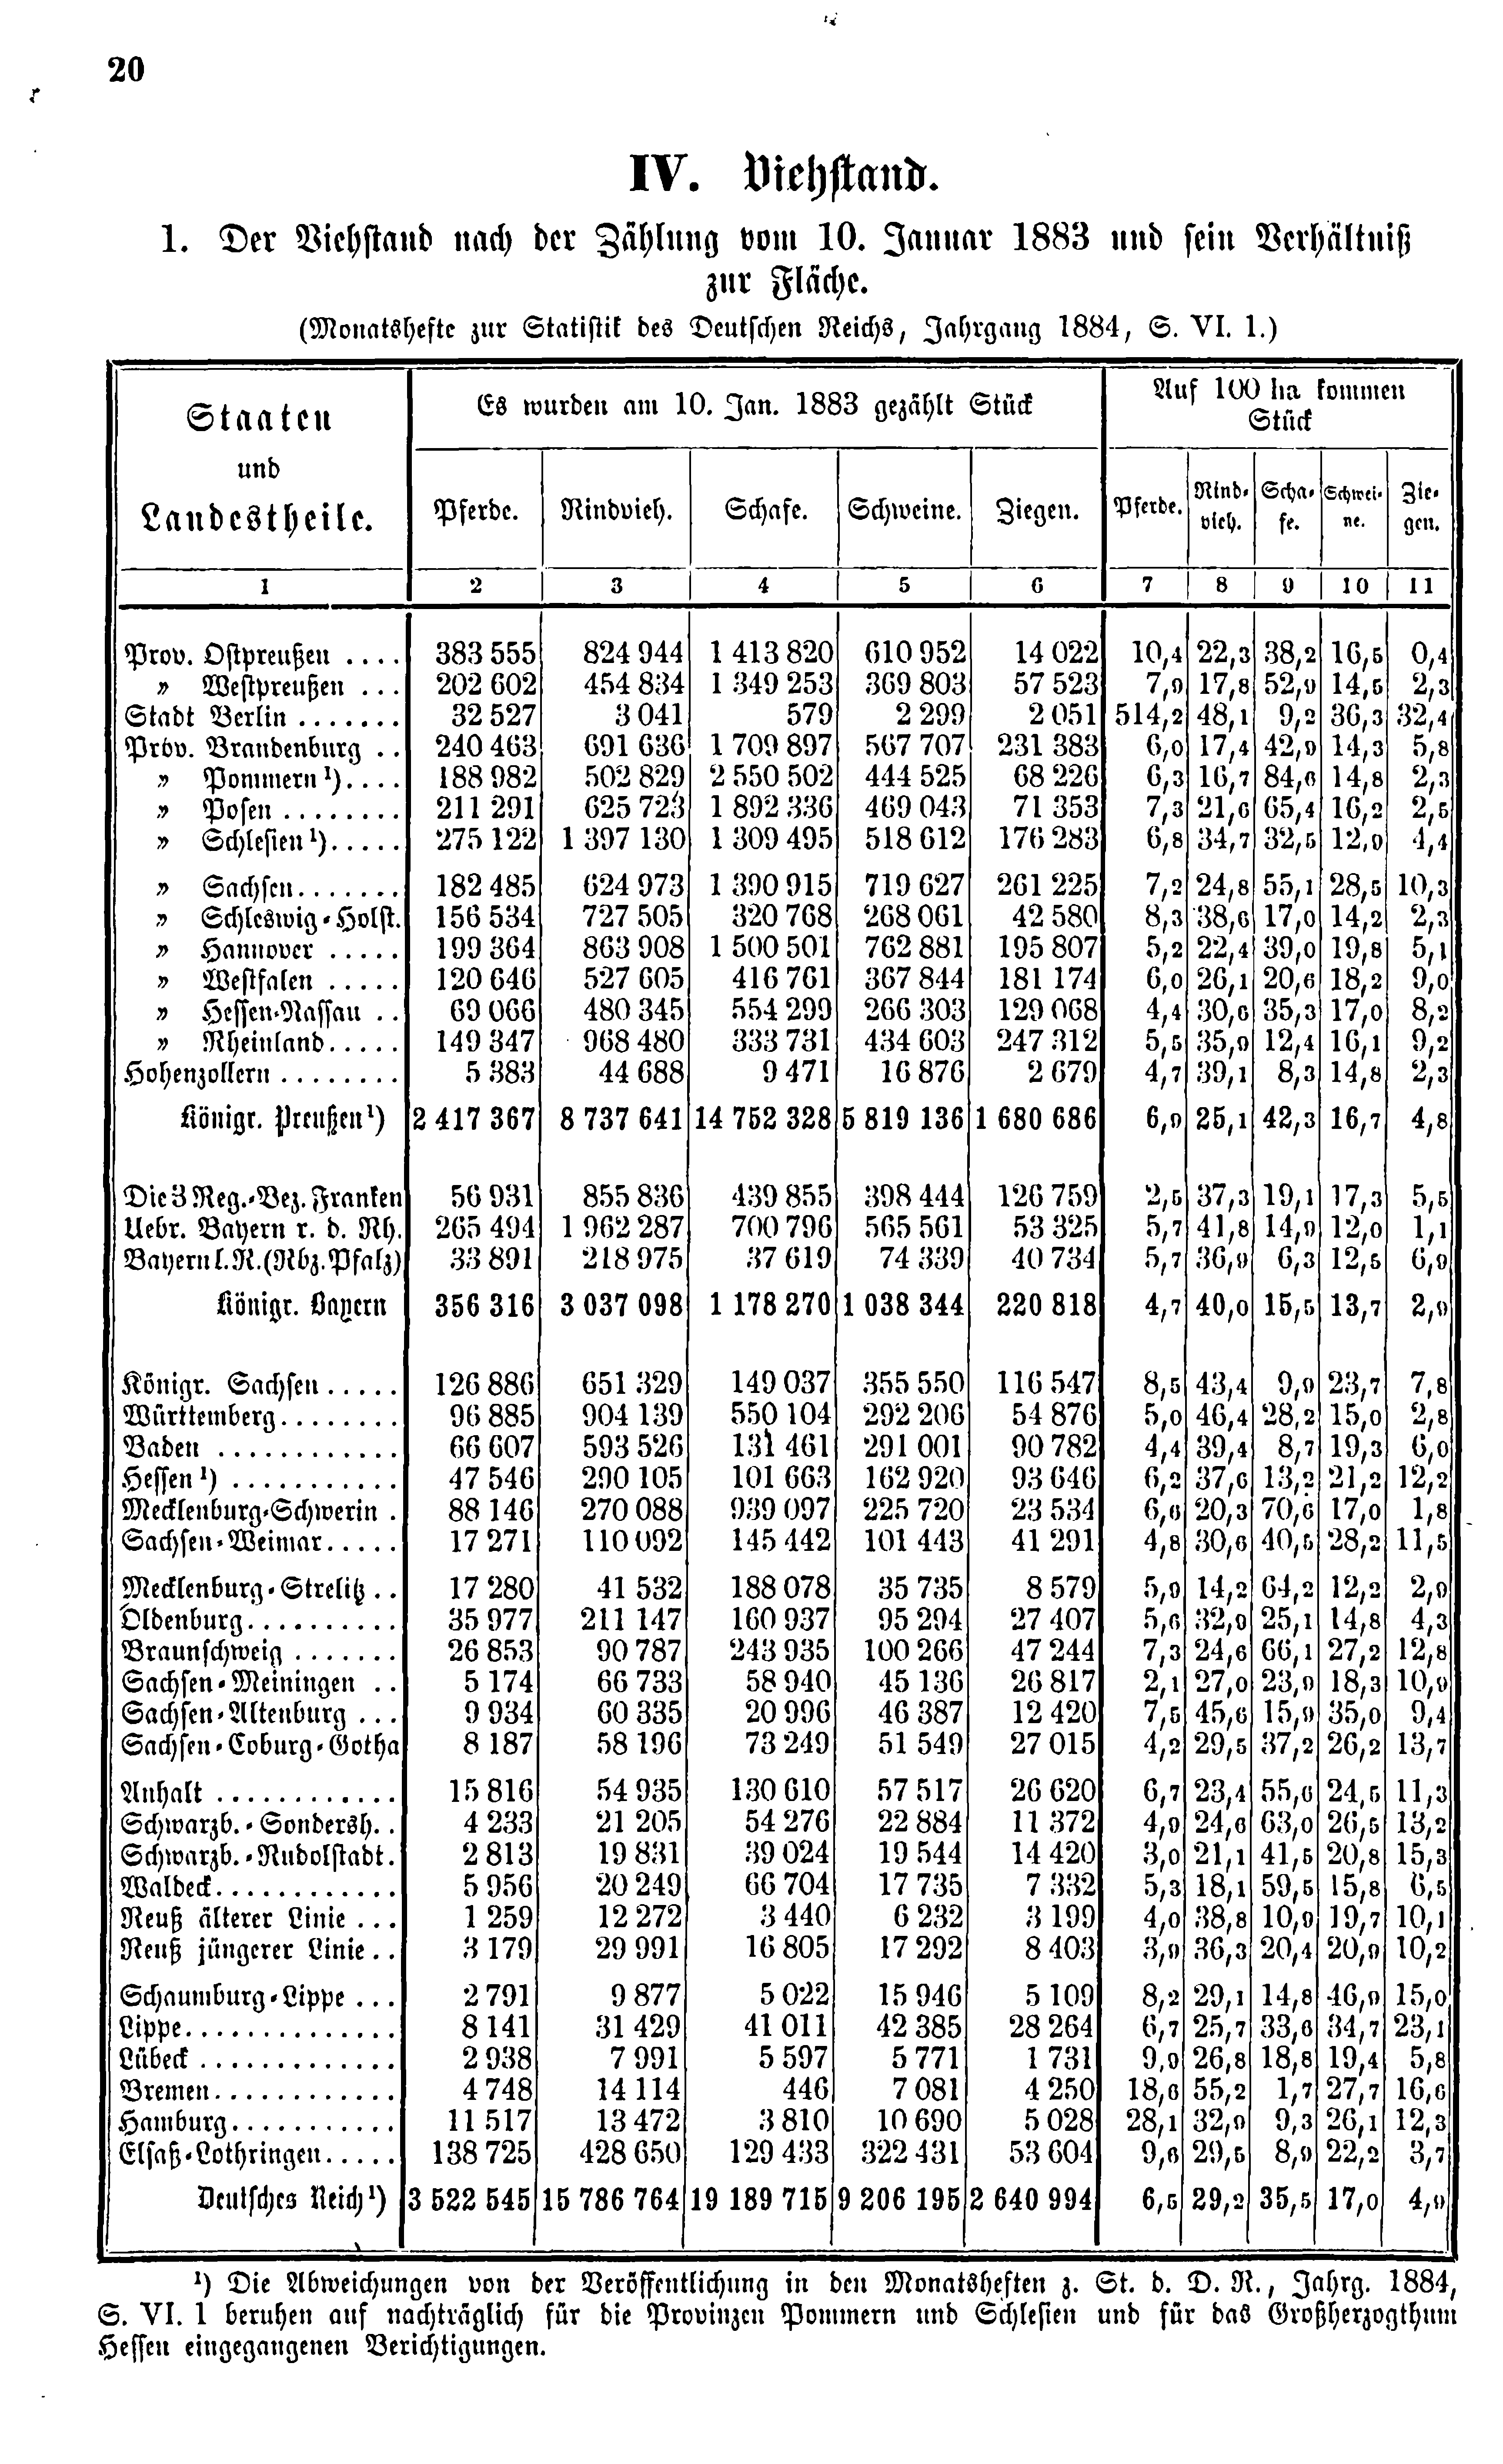 20
IV. Viehstand.
1. Der Viehstand nach der Zählung vom 10. Januar 1883 und sein Verhältniß
zur Fläche.
(Monatshefte zur Statistik des Deutschen Reichs, Jahrgang 1884, S. VI. 1.)
Staaten und Landestheile. Es wurden am 10. Jan. 1883 gezählt Stück Auf 100 ha kommen Stück
Pferde. Rindvieh. Schafe. Schweine. Ziegen. Pferde. Rind-vieh. Scha-fe. Schwei-ne. Zie-gen.
1 2 3 4 5 6 7 8 9 10 11
Prov. Ostpreußen .... 383 555 824 944 1 413 820 610 952 14 022 10,4 22,3 38,2 16,5 0,4
„ Westpreußen ... 202 602 454 834 1 349 253 369 803 57 523 7,9 17,8 52,9 14,5 2,3
Stadt Berlin ....... 32 527 3 041 579 2 299 2 051 514,2 48,1 9,2 36,3 32,4
Prov. Brandenburg .. 240 463 691 636 1 709 897 567 707 231 383 6,0 17,4 42,9 14,3 5,8
„ Pommern¹).... 188 982 502 829 2 550 502 444 525 68 226 6,3 16,7 84,6 14,8 2,3
„ Posen ........ 211 291 625 723 1 892 336 469 043 71 353 7,3 21,6 65,4 16,2 2,5
„ Schlesien¹)..... 275 122 1 397 130 1 309 495 518 612 176 283 6,8 34,7 32,5 12,9 4,4
„ Sachsen....... 182 485 624 973 1 390 915 719 627 261 225 7,2 24,8 55,1 28,5 10,3
„ Schleswig-Holst. 156 534 727 505 320 768 268 061 42 580 8,3 38,6 17,0 14,2 2,3
„ Hannover ..... 199 364 863 908 1 500 501 762 881 195 807 5,2 22,4 39,0 19,8 5,1
„ Westfalen ..... 120 646 527 605 416 761 367 844 181 174 6,0 26,1 20,6 18,2 9,0
„ Hessen-Nassau .. 69 066 480 345 554 299 266 303 129 068 4,4 30,6 35,3 17,0 8,2
„ Rheinland..... 149 347 968 480 333 731 434 603 247 312 5,5 35,9 12,4 16,1 9,2
Hohenzollern ........ 5 383 44 688 9 471 16 876 2 679 4,7 39,1 8,3 14,8 2,3
Königr. Preußen¹) 2 417 367 8 737 641 14 752 328 5 819 136 1 680 686 6,9 25,1 42,3 16,7 4,8
Die 3 Reg.-Bez. Franken 56 931 855 836 439 855 398 444 126 759 2,5 37,3 19,1 17,3 5,5
Uebr. Bayern r. d. Rh. 265 494 1 962 287 700 796 565 561 53 325 5,7 41,8 14,9 12,0 1,1
Bayern l. R. (Rbz. Pfalz) 33 891 218 975 37 619 74 339 40 734 5,7 36,9 6,3 12,5 6,9
Königr. Bayern 356 316 3 037 098 1 178 270 1 038 344 220 818 4,7 40,0 15,5 13,7 2,9
Königr. Sachsen ..... 126 886 651 329 149 037 355 550 116 547 8,5 43,4 9,9 23,7 7,8
Württemberg........ 96 885 904 139 550 104 292 206 54 876 5,0 46,4 28,2 15,0 2,8
Baden ............ 66 607 593 526 131 461 291 001 90 782 4,4 39,4 8,7 19,3 6,0
Hessen¹) ........... 47 546 290 105 101 663 162 920 93 646 6,2 37,6 13,2 21,2 12,2
Mecklenburg-Schwerin . 88 146 270 088 939 097 225 720 23 534 6,6 20,3 70,6 17,0 1,8
Sachsen-Weimar..... 17 271 110 092 145 442 101 443 41 291 4,8 30,6 40,5 28,2 11,5
Mecklenburg-Strelitz .. 17 280 41 532 188 078 35 735 8 579 5,9 14,2 64,2 12,2 2,9
Oldenburg.......... 35 977 211 147 160 937 95 294 27 407 5,6 32,9 25,1 14,8 4,3
Braunschweig ....... 26 853 90 787 243 935 100 266 47 244 7,3 24,6 66,1 27,2 12,8
Sachsen-Meiningen .. 5 174 66 733 58 940 45 136 26 817 2,1 27,0 23,9 18,3 10,9
Sachsen-Altenburg ... 9 934 60 335 20 996 46 387 12 420 7,5 45,6 15,9 35,0 9,4
Sachsen-Coburg-Gotha 8 187 58 196 73 249 51 549 27 015 4,2 29,5 37,2 26,2 13,7
Anhalt ............ 15 816 54 935 130 610 57 517 26 620 6,7 23,4 55,6 24,5 11,3
Schwarzb.-Sondersh.. 4 233 21 205 54 276 22 884 11 372 4,9 24,6 63,0 26,5 13,2
Schwarzb.-Rudolstadt. 2 813 19 831 39 024 19 544 14 420 3,0 21,1 41,5 20,8 15,3
Waldeck............ 5 956 20 249 66 704 17 735 7 332 5,3 18,1 59,5 15,8 6,5
Reuß älterer Linie ... 1 259 12 272 3 440 6 232 3 199 4,0 38,8 10,9 19,7 10,1
Reuß jüngerer Linie.. 3 179 29 991 16 805 17 292 8 403 3,9 36,3 20,4 20,9 10,2
Schaumburg-Lippe ... 2 791 9 877 5 022 15 946 5 109 8,2 29,1 14,8 46,9 15,0
Lippe.............. 8 141 31 429 41 011 42 385 28 264 6,7 25,7 33,6 34,7 23,1
Lübeck ............. 2 938 7 991 5 597 5 771 1 731 9,9 26,8 18,8 19,4 5,8
Bremen............ 4 748 14 114 446 7 081 4 250 18,6 55,2 1,7 27,7 16,6
Hamburg........... 11 517 13 472 3 810 10 690 5 028 28,1 32,9 9,3 26,1 12,3
Elsaß-Lothringen..... 138 725 428 650 129 433 322 431 53 604 9,6 29,5 8,9 22,2 3,7
Deutsches Reich¹) 3 522 545 15 786 764 19 189 715 9 206 195 2 640 994 6,5 29,2 35,5 17,0 4,9
¹) Die Abweichungen von der Veröffentlichung in den Monatsheften z. St. d. D. R., Jahrg. 1884,
S. VI. 1 beruhen auf nachträglich für die Provinzen Pommern und Schlesien und für das Großherzogthum
Hessen eingegangenen Berichtigungen.